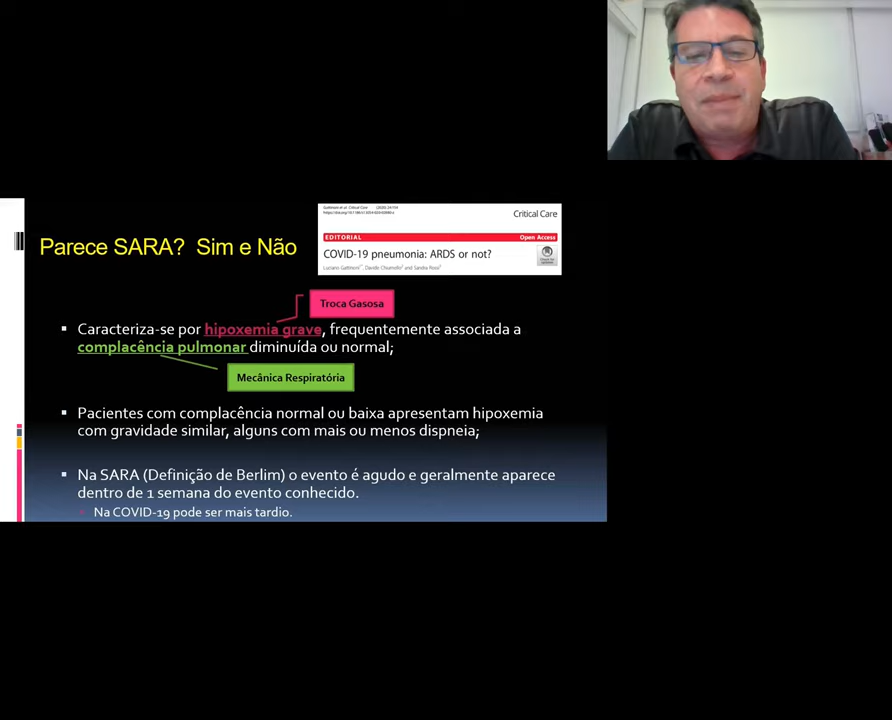 Critical Care
EDITORIAL Open Access
COVID-19 pneumonia: ARDS or not?
Parece SARA? Sim e Não
Troca Gasosa
Caracteriza-se por hipoxemia grave, frequentemente associada a
complacência pulmonar diminuída ou normal;
Mecânica Respiratória
Pacientes com complacência normal ou baixa apresentam hipoxemia
com gravidade similar, alguns com mais ou menos dispneia;
Na SARA (Definição de Berlim) o evento é agudo e geralmente aparece
dentro de 1 semana do evento conhecido.
Na COVID-19 pode ser mais tardio.